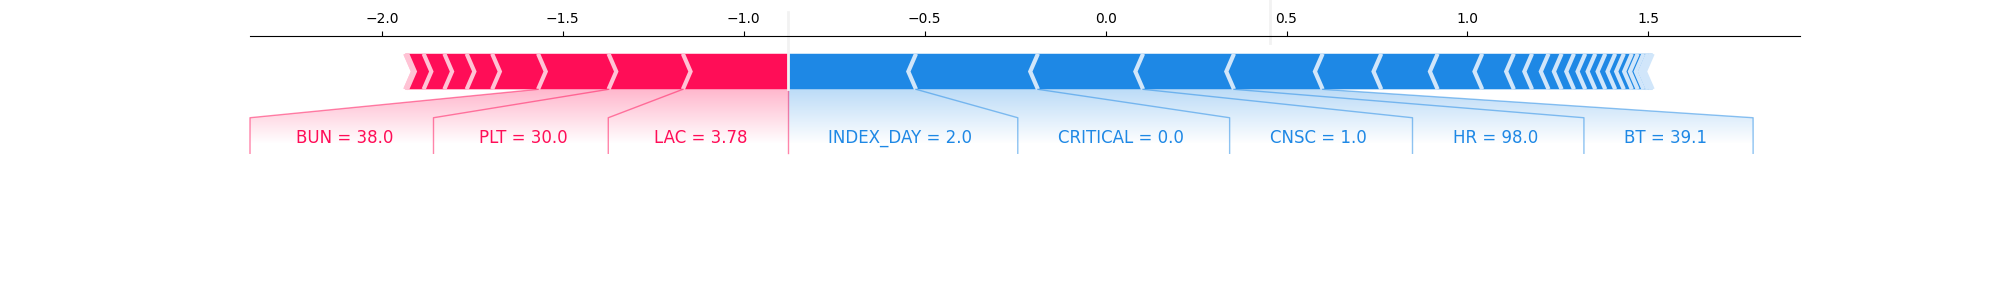 −2.0 −1.5 −1.0 −0.5 0.0 0.5 1.0 1.5
BUN = 38.0 PLT = 30.0 LAC = 3.78 INDEX_DAY = 2.0 CRITICAL = 0.0 CNSC = 1.0 HR = 98.0 BT = 39.1